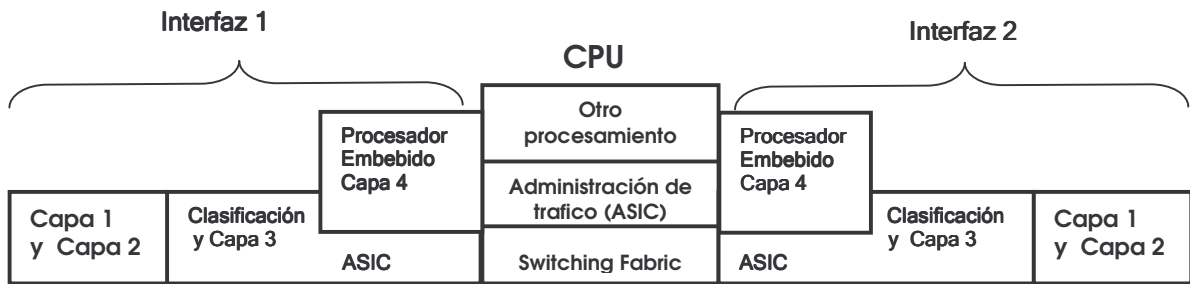 Interfaz 1
Interfaz 2
CPU
Otro
procesamiento
Procesador
Embebido
Capa 4
Procesador
Embebido
Capa 4
Administración de
trafico (ASIC)
Capa 1
y Capa 2
Clasificación
y Capa 3
ASIC
Switching Fabric
ASIC
Clasificación
y Capa 3
Capa 1
y Capa 2